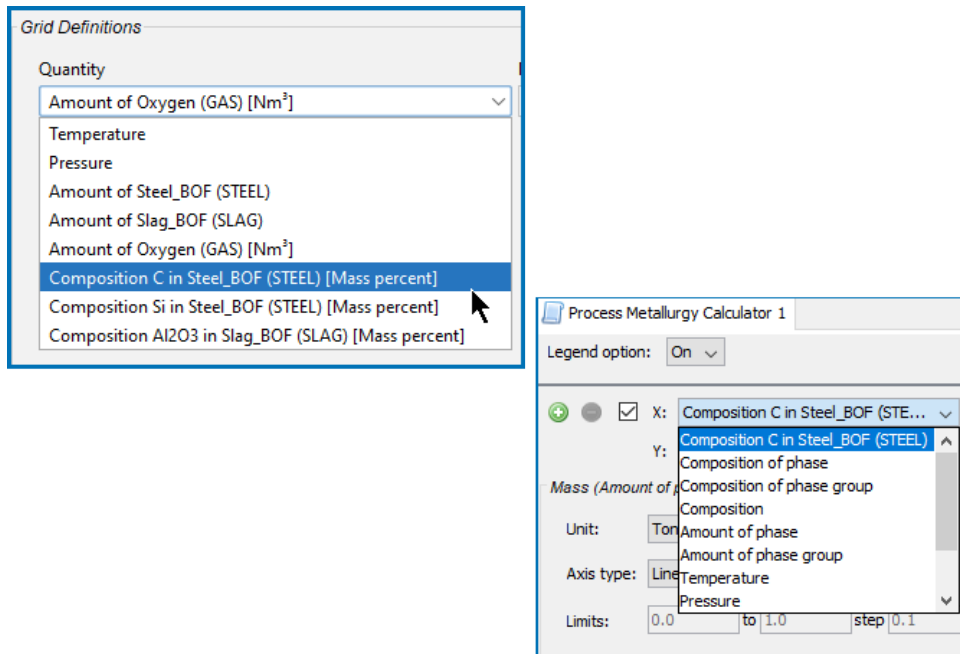 Grid Definitions
Quantity
Amount of Oxygen (GAS) [Nm³]
Temperature
Pressure
Amount of Steel_BOF (STEEL)
Amount of Slag_BOF (SLAG)
Amount of Oxygen (GAS) [Nm³]
Composition C in Steel_BOF (STEEL) [Mass percent]
Composition Si in Steel_BOF (STEEL) [Mass percent]
Composition Al2O3 in Slag_BOF (SLAG) [Mass percent]
Process Metallurgy Calculator 1
Legend option: On
X: Composition C in Steel_BOF (STE...
Composition C in Steel_BOF (STEEL)
Y:
Composition of phase
Mass (Amount of
Composition of phase group
Composition
Unit:
Amount of phase
Amount of phase group
Axis type:
Temperature
Pressure
Limits: 0.0 to 1.0 step 0.1